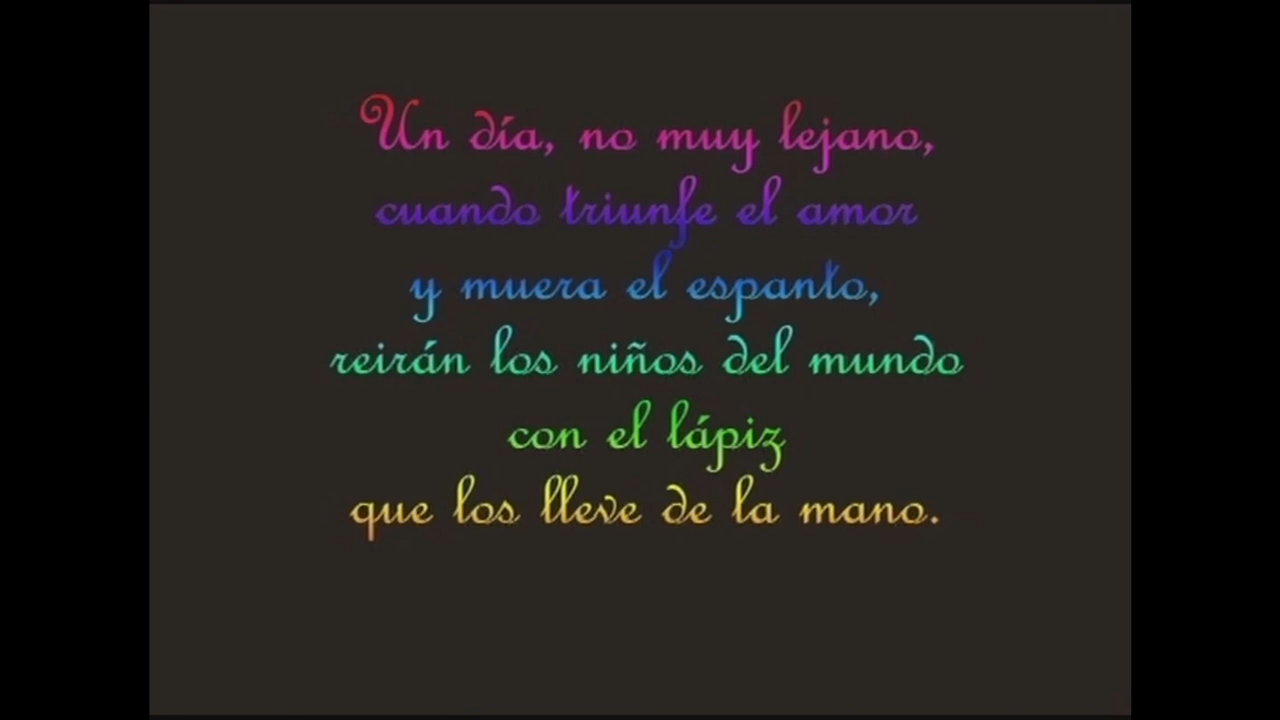 Un día, no muy lejano,
cuando triunfe el amor
y muera el espanto,
reirán los niños del mundo
con el lápiz
que los lleve de la mano.